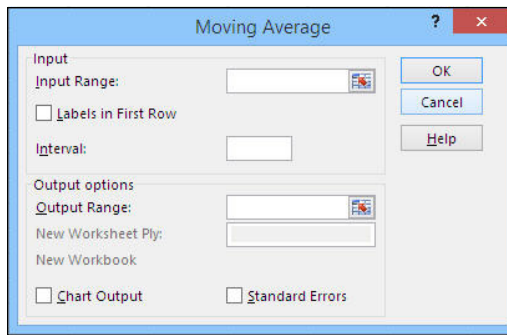 Moving Average
?
×
Input
Input Range:
Labels in First Row
Interval:
OK
Cancel
Help
Output options
Output Range:
New Worksheet Ply:
New Workbook
Chart Output
Standard Errors